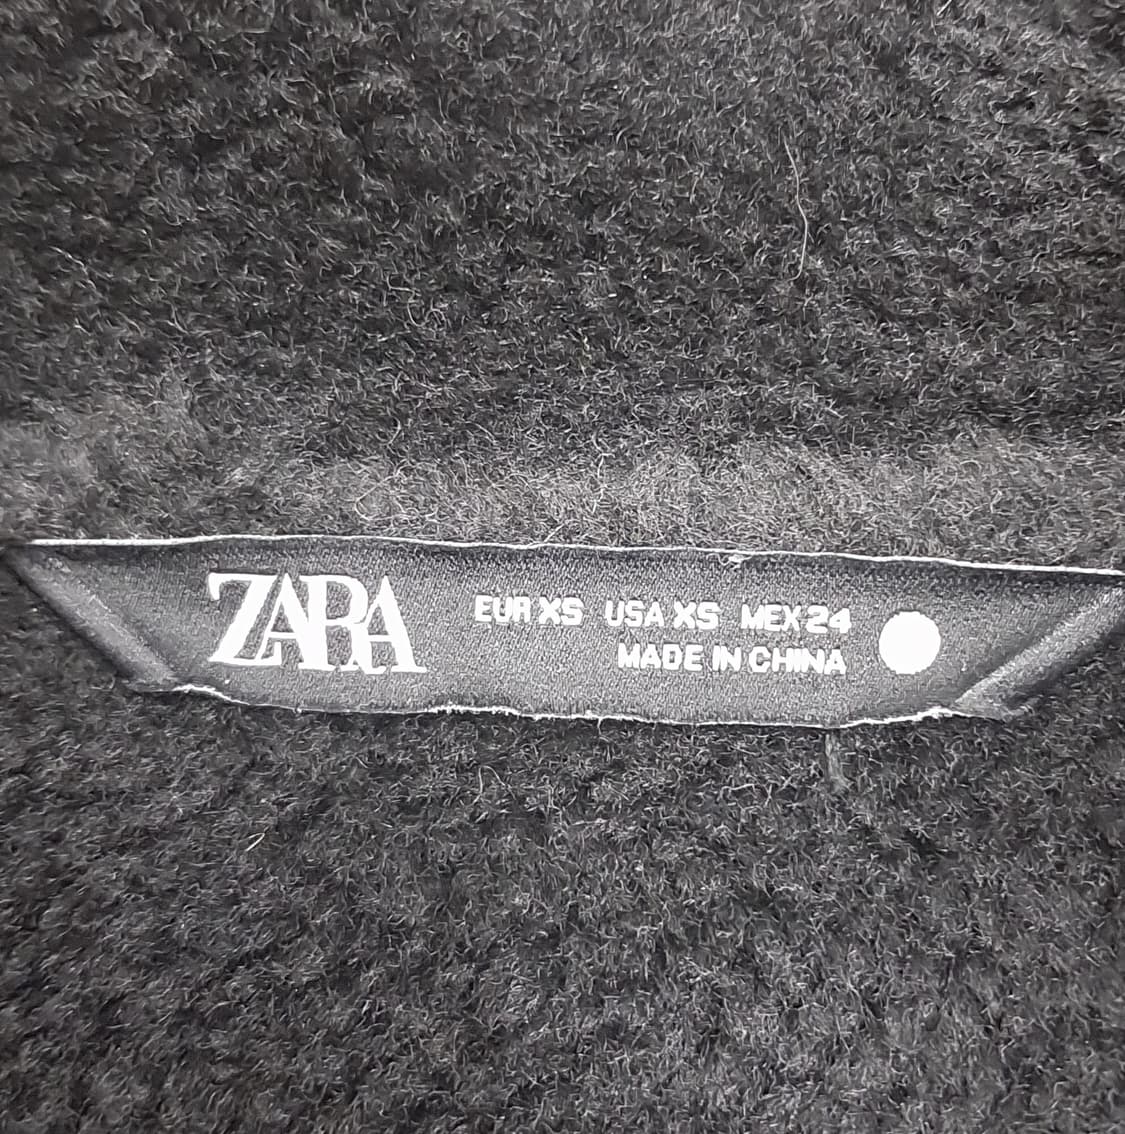 ZARA
EUR XS USA XS MEX 24
MADE IN CHINA